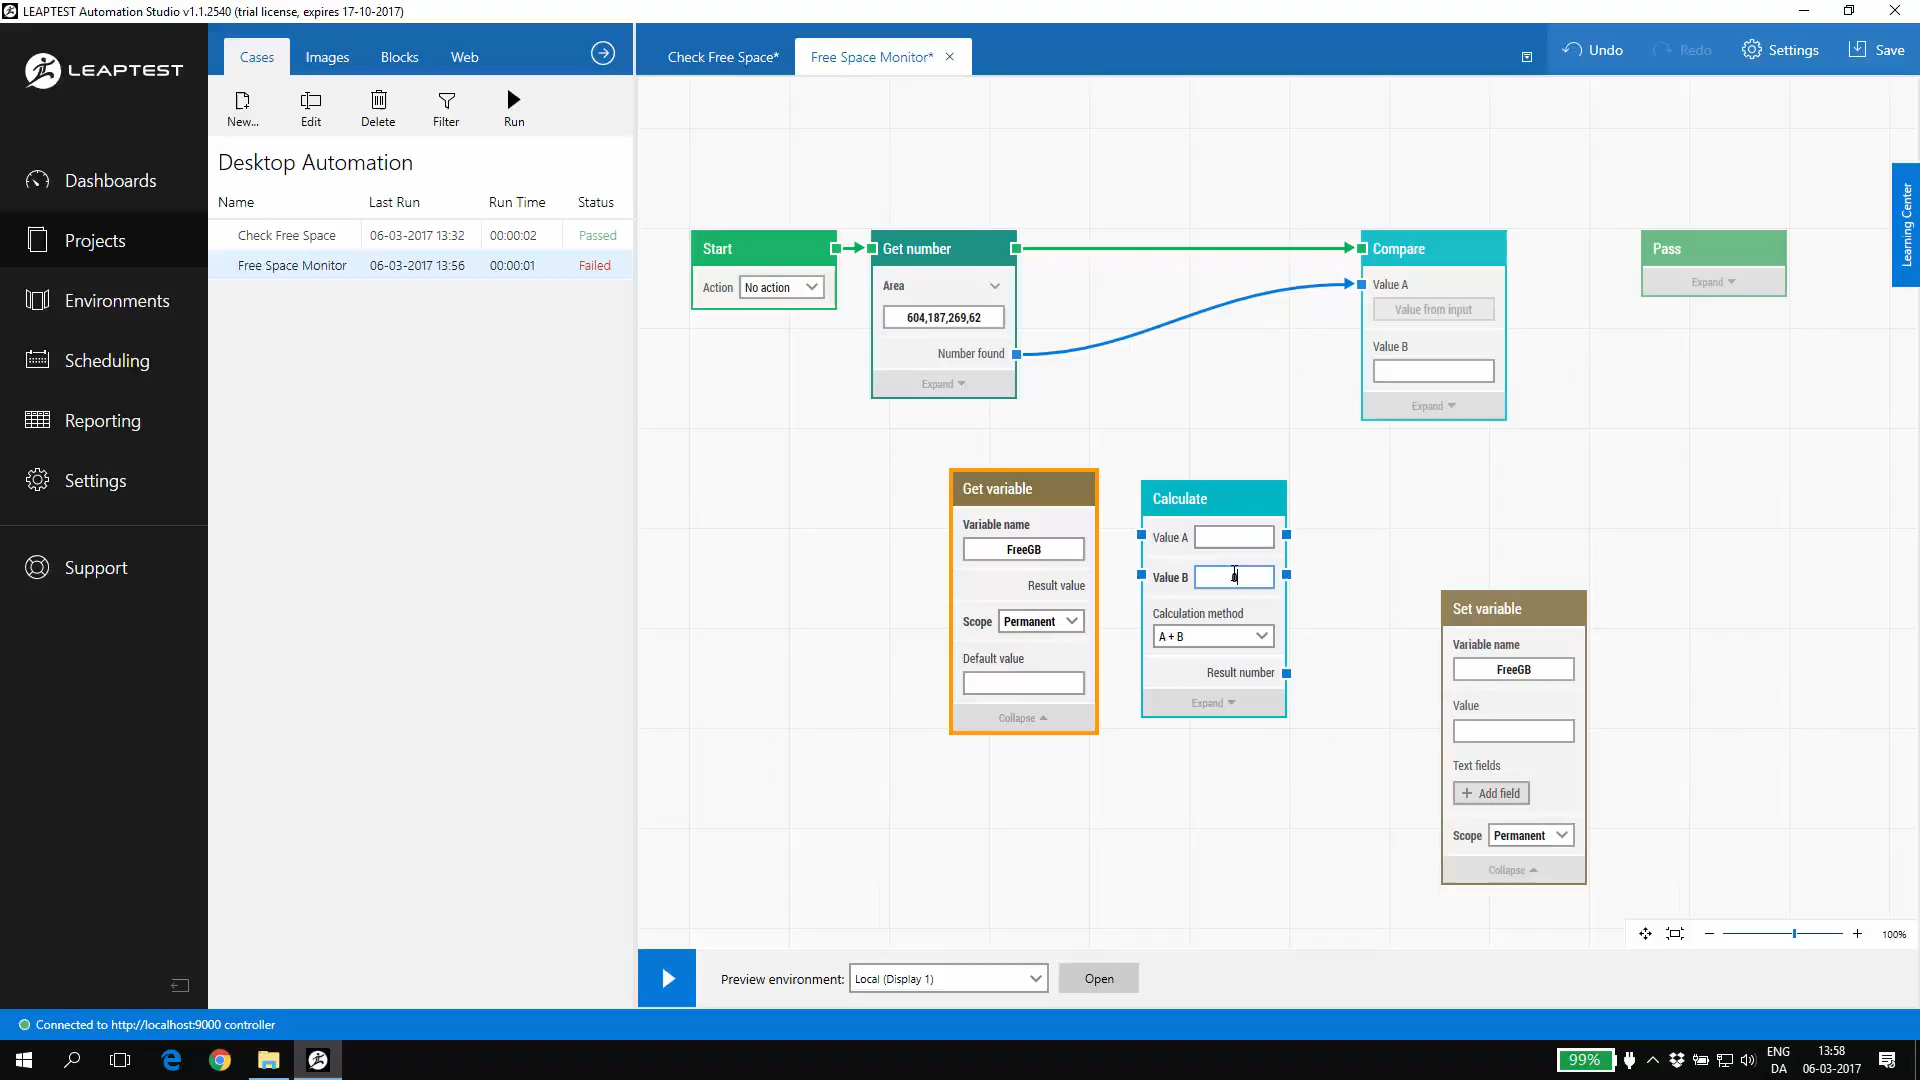 LEAPTEST Automation Studio v1.1.2540 (trial license, expires 17-10-2017)
LEAPTEST
Dashboards
Projects
Environments
Scheduling
Reporting
Settings
Support
Cases
Images
Blocks
Web
New...
Edit
Delete
Filter
Run
Desktop Automation
Name Last Run Run Time Status
Check Free Space 06-03-2017 13:32 00:00:02 Passed
Free Space Monitor 06-03-2017 13:56 00:00:01 Failed
Check Free Space*
Free Space Monitor*
Undo
Redo
Settings
Save
Learning Center
Start
Action No action
Get number
Area
604,187,269,62
Number found
Expand
Compare
Value A
Value from input
Value B
Expand
Pass
Expand
Get variable
Variable name
FreeGB
Result value
Scope Permanent
Default value
Collapse
Calculate
Value A
Value B
Calculation method
A + B
Result number
Expand
Set variable
Variable name
FreeGB
Value
Text fields
+ Add field
Scope Permanent
Collapse
100%
Preview environment: Local (Display 1) Open
Connected to http://localhost:9000 controller
99%
ENG
DA
13:58
06-03-2017